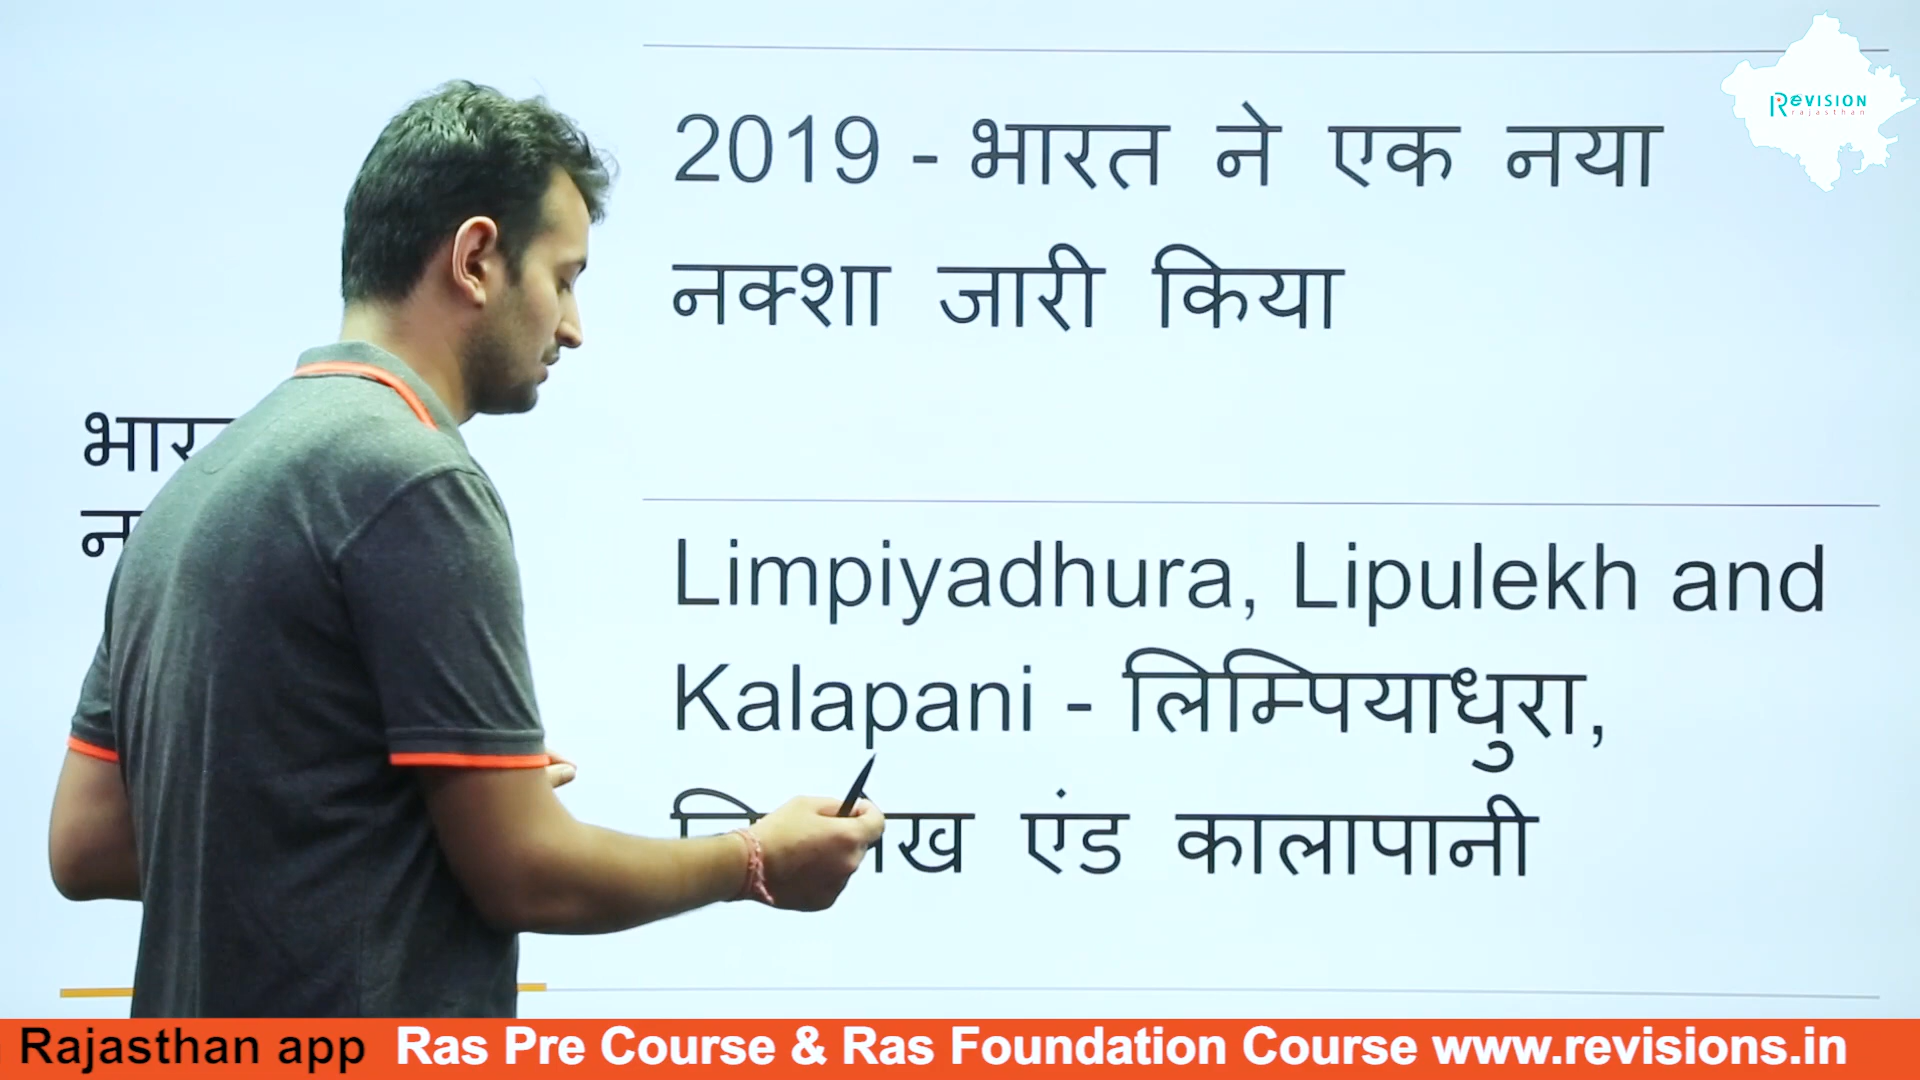 REVISION
rajasthan
2019 - भारत ने एक नया
नक्शा जारी किया
Limpiyadhura, Lipulekh and
Kalapani - लिम्पियाधुरा,
एंड कालापानी
Rajasthan app Ras Pre Course & Ras Foundation Course www.revisions.in